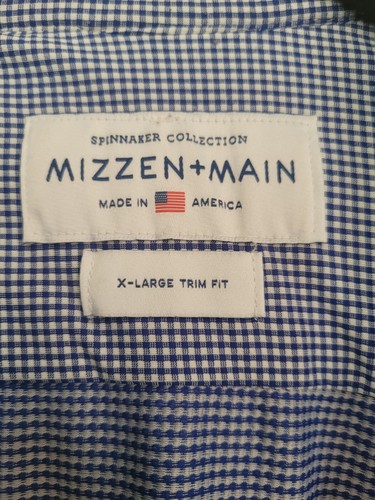 SPINNAKER COLLECTION
MIZZEN+MAIN
MADE IN AMERICA
X-LARGE TRIM FIT